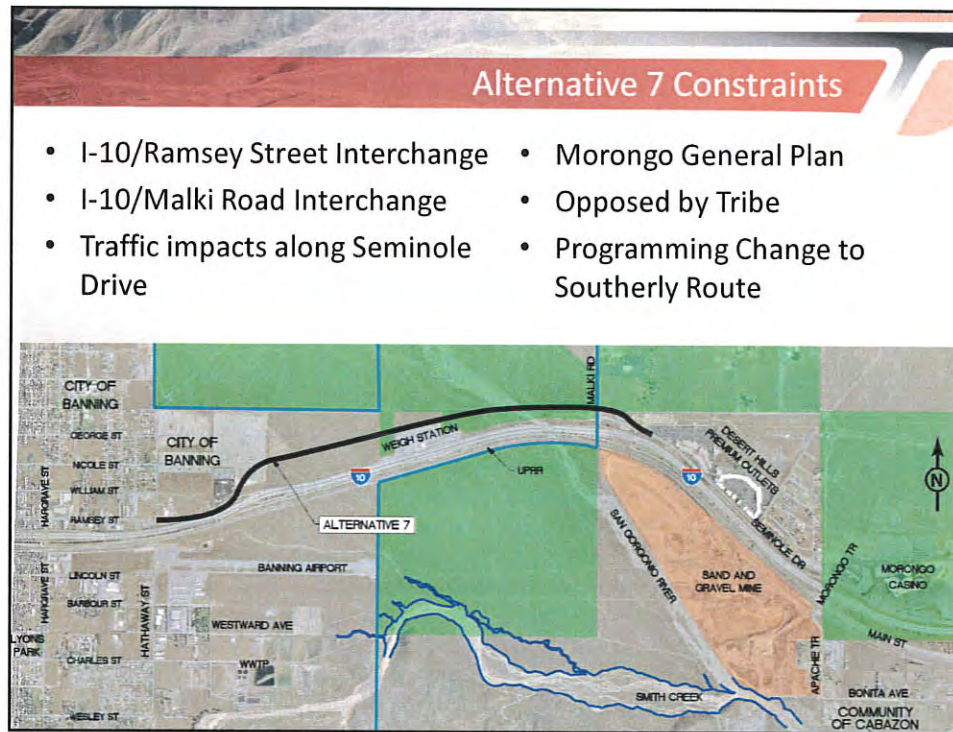 Alternative 7 Constraints
• I-10/Ramsey Street Interchange
• I-10/Malki Road Interchange
• Traffic impacts along Seminole
Drive
• Morongo General Plan
• Opposed by Tribe
• Programming Change to
Southerly Route
CITY OF
BANNING
GEORGE ST
NICOLE ST
WILLIAM ST
RAMSEY ST
HARGRAVE ST
CITY OF
BANNING
WEIGH STATION
10
UPRR
ALTERNATIVE 7
MALKI RD
DESERT HILLS
PREMIUM OUTLETS
10
SEMINOLE DR
N
LINCOLN ST
BARBOUR ST
HARGRAVE ST
HATHAWAY ST
BANNING AIRPORT
WESTWARD AVE
SAN GORGONIO RIVER
SAND AND
GRAVEL MINE
MORONGO TR
MORONGO
CASINO
MAIN ST
LYONS
PARK
CHARLES ST
WWTP
WESLEY ST
SMITH CREEK
APACHE TR
BONITA AVE
COMMUNITY
OF CABAZON